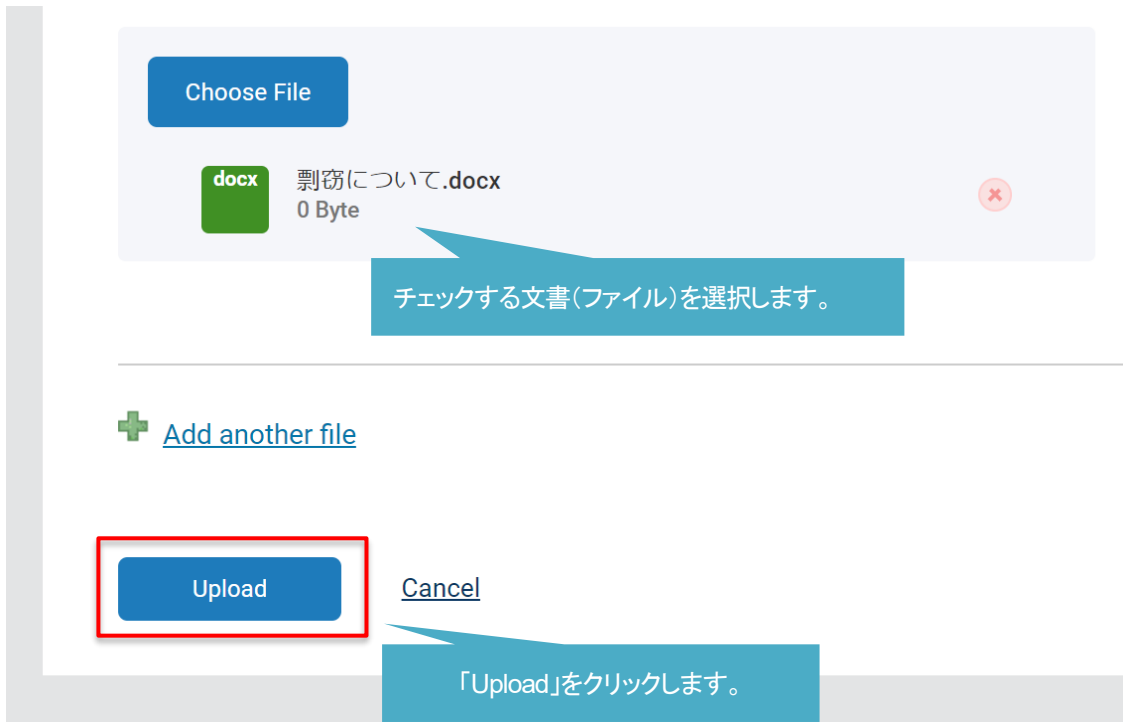 Choose File
docx
剽窃について.docx
0 Byte
チェックする文書(ファイル)を選択します。
Add another file
Upload
Cancel
「Upload」をクリックします。